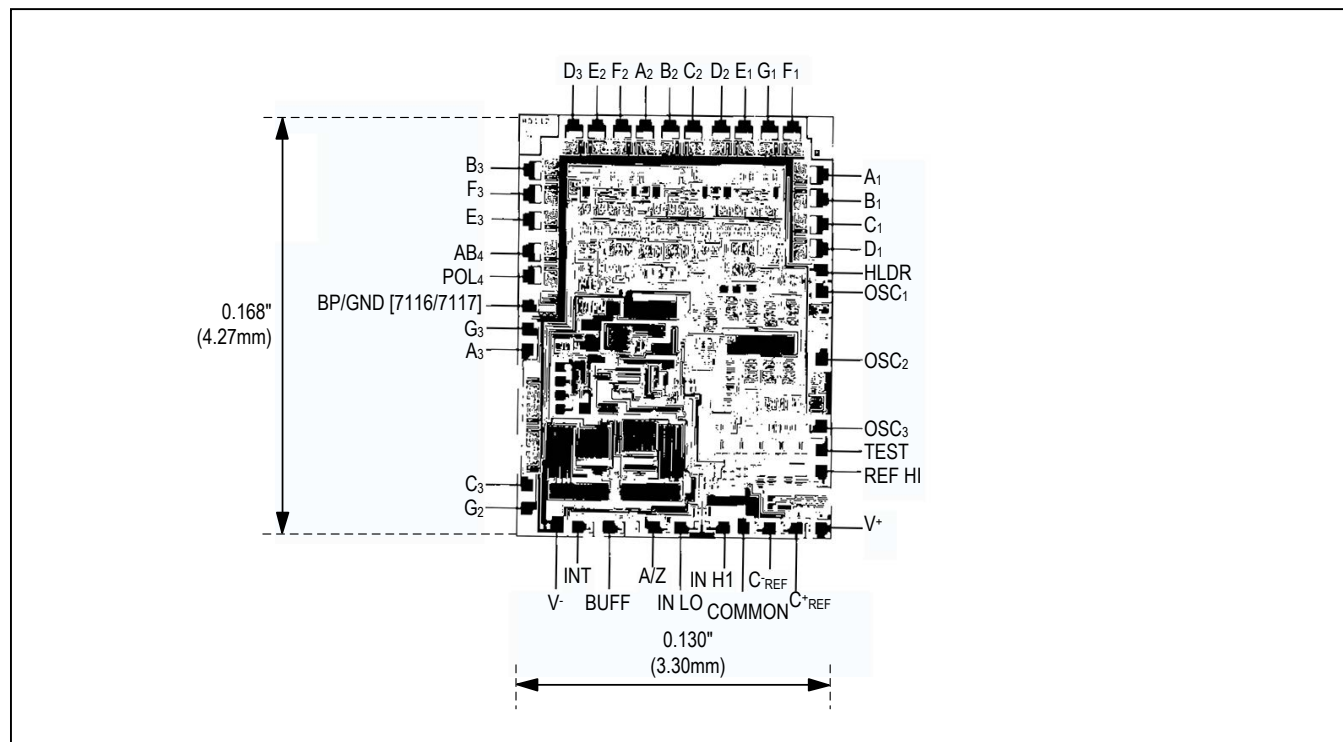 D3 E2 F2 A2 B2 C2 D2 E1 G1 F1
B3
F3
E3
AB4
POL4
BP/GND [7116/7117]
G3
A3
C3
G2
0.168"
(4.27mm)
A1
B1
C1
D1
HLDR
OSC1
OSC2
OSC3
TEST
REF HI
V+
V-
INT
BUFF
A/Z
IN LO
IN H1
COMMON
C-REF
C+REF
0.130"
(3.30mm)